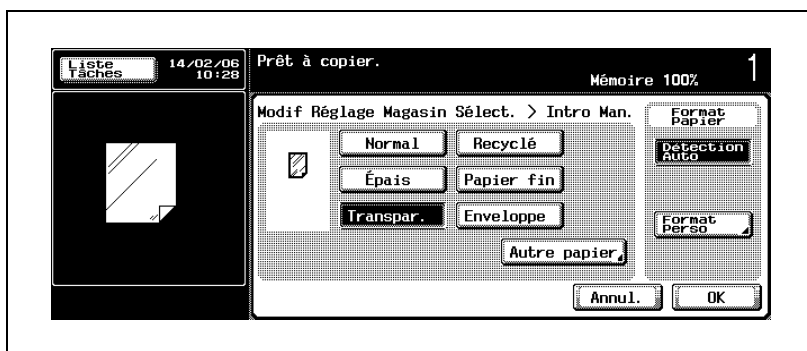 Liste
Tâches
14/02/06
10:28
Prêt à copier.
Mémoire 100%
1
Modif Réglage Magasin Sélect. > Intro Man.
Normal
Recyclé
Épais
Papier fin
Transpar.
Enveloppe
Autre papier
Format
Papier
Détection
Auto
Format
Perso
Annul.
OK